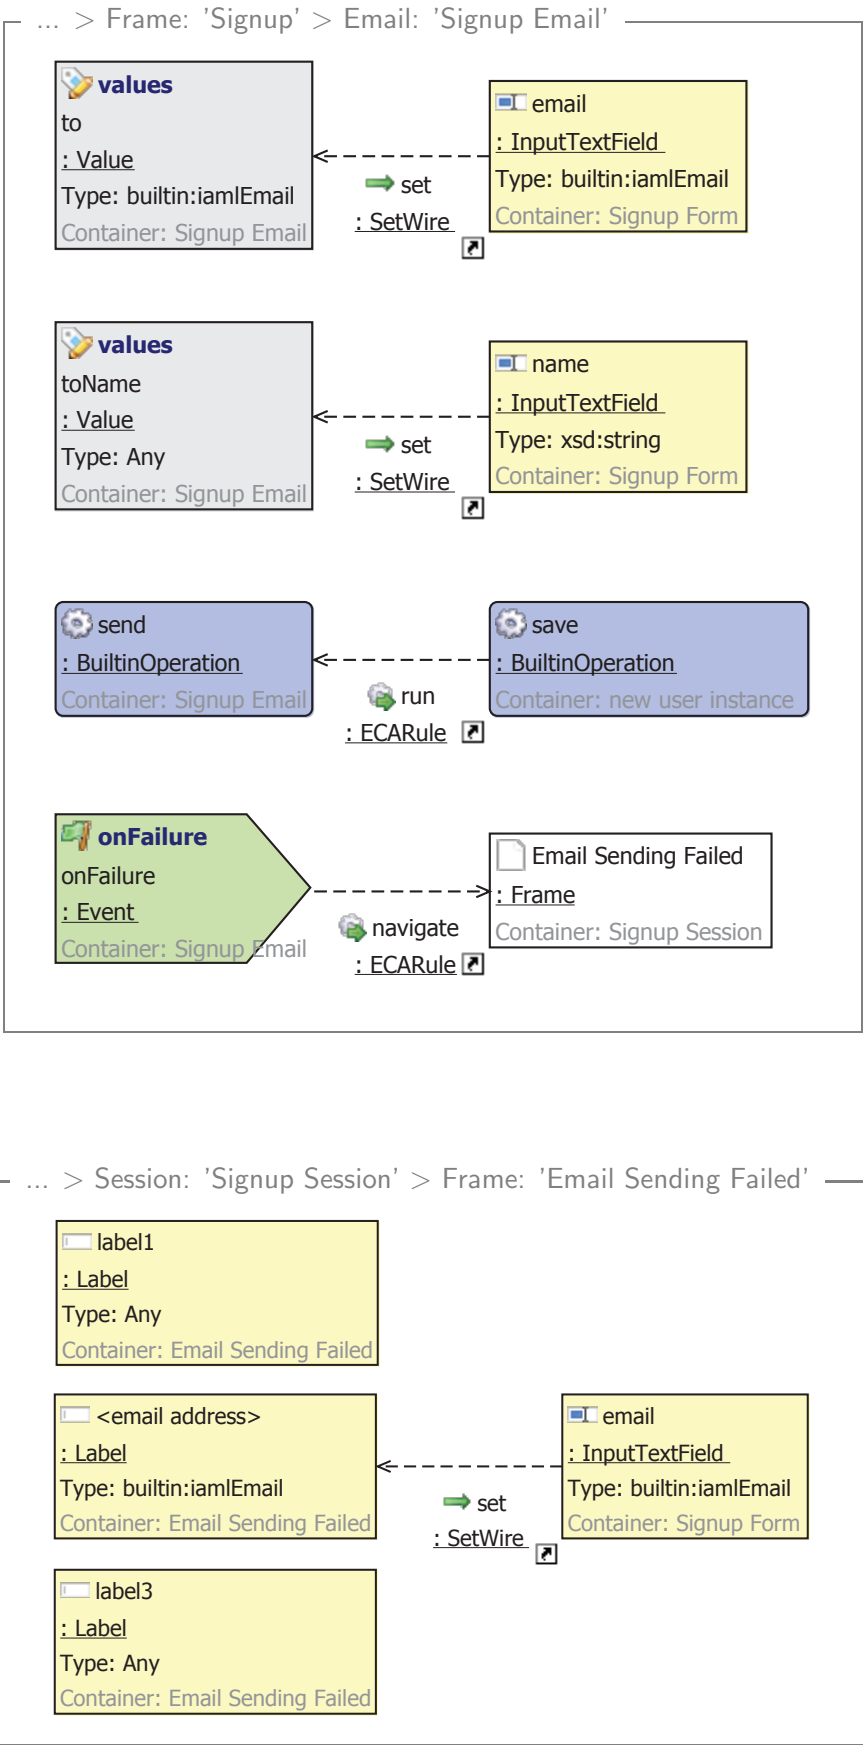 ... > Frame: 'Signup' > Email: 'Signup Email'
values
to
: Value
Type: builtin:iamlEmail
Container: Signup Email
set
: SetWire
email
: InputTextField
Type: builtin:iamlEmail
Container: Signup Form
values
toName
: Value
Type: Any
Container: Signup Email
set
: SetWire
name
: InputTextField
Type: xsd:string
Container: Signup Form
send
: BuiltinOperation
Container: Signup Email
run
: ECARule
save
: BuiltinOperation
Container: new user instance
onFailure
onFailure
: Event
Container: Signup Email
navigate
: ECARule
Email Sending Failed
: Frame
Container: Signup Session
... > Session: 'Signup Session' > Frame: 'Email Sending Failed'
label1
: Label
Type: Any
Container: Email Sending Failed
<email address>
: Label
Type: builtin:iamlEmail
Container: Email Sending Failed
set
: SetWire
email
: InputTextField
Type: builtin:iamlEmail
Container: Signup Form
label3
: Label
Type: Any
Container: Email Sending Failed